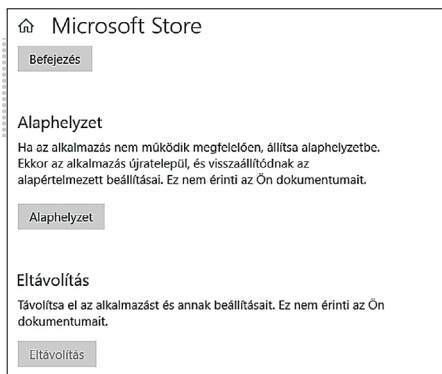 Microsoft Store
Befejezés
Alaphelyzet
Ha az alkalmazás nem működik megfelelően, állítsa alaphelyzetbe.
Ekkor az alkalmazás újratelepül, és visszaállítódnak az
alapértelmezett beállításai. Ez nem érinti az Ön dokumentumait.
Alaphelyzet
Eltávolítás
Távolítsa el az alkalmazást és annak beállításait. Ez nem érinti az Ön
dokumentumait.
Eltávolítás